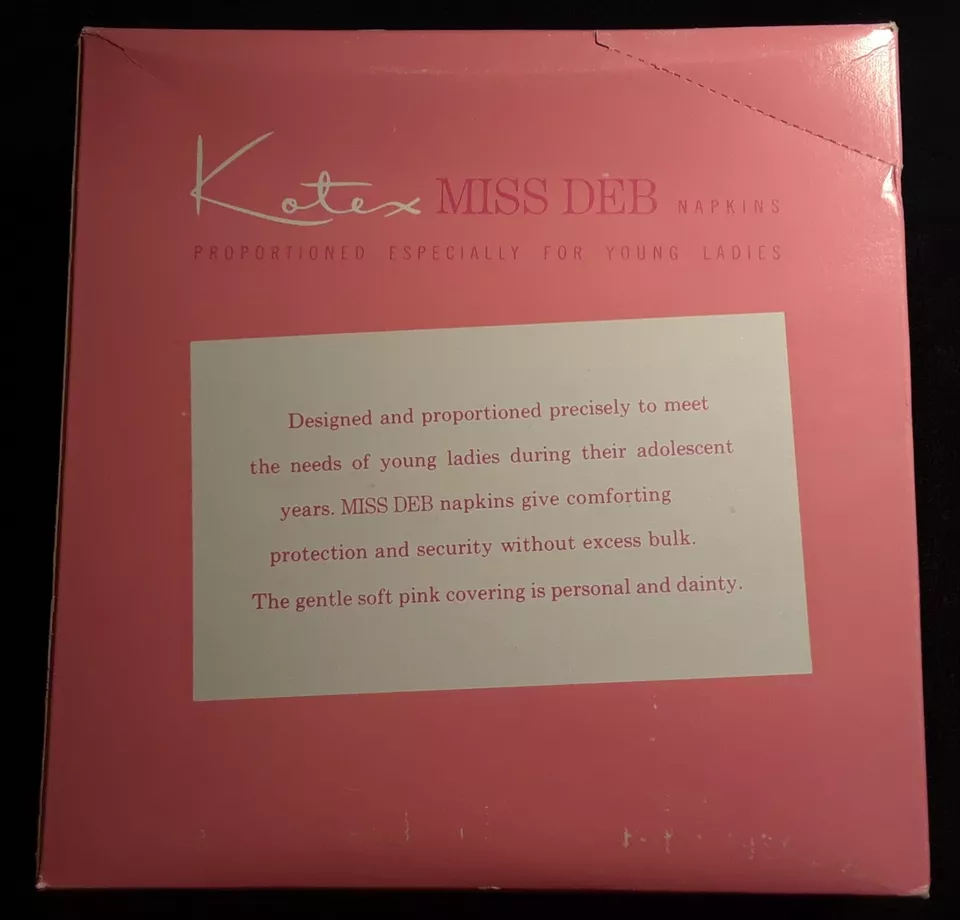 Kotex MISS DEB NAPKINS
PROPORTIONED ESPECIALLY FOR YOUNG LADIES
Designed and proportioned precisely to meet
the needs of young ladies during their adolescent
years. MISS DEB napkins give comforting
protection and security without excess bulk.
The gentle soft pink covering is personal and dainty.